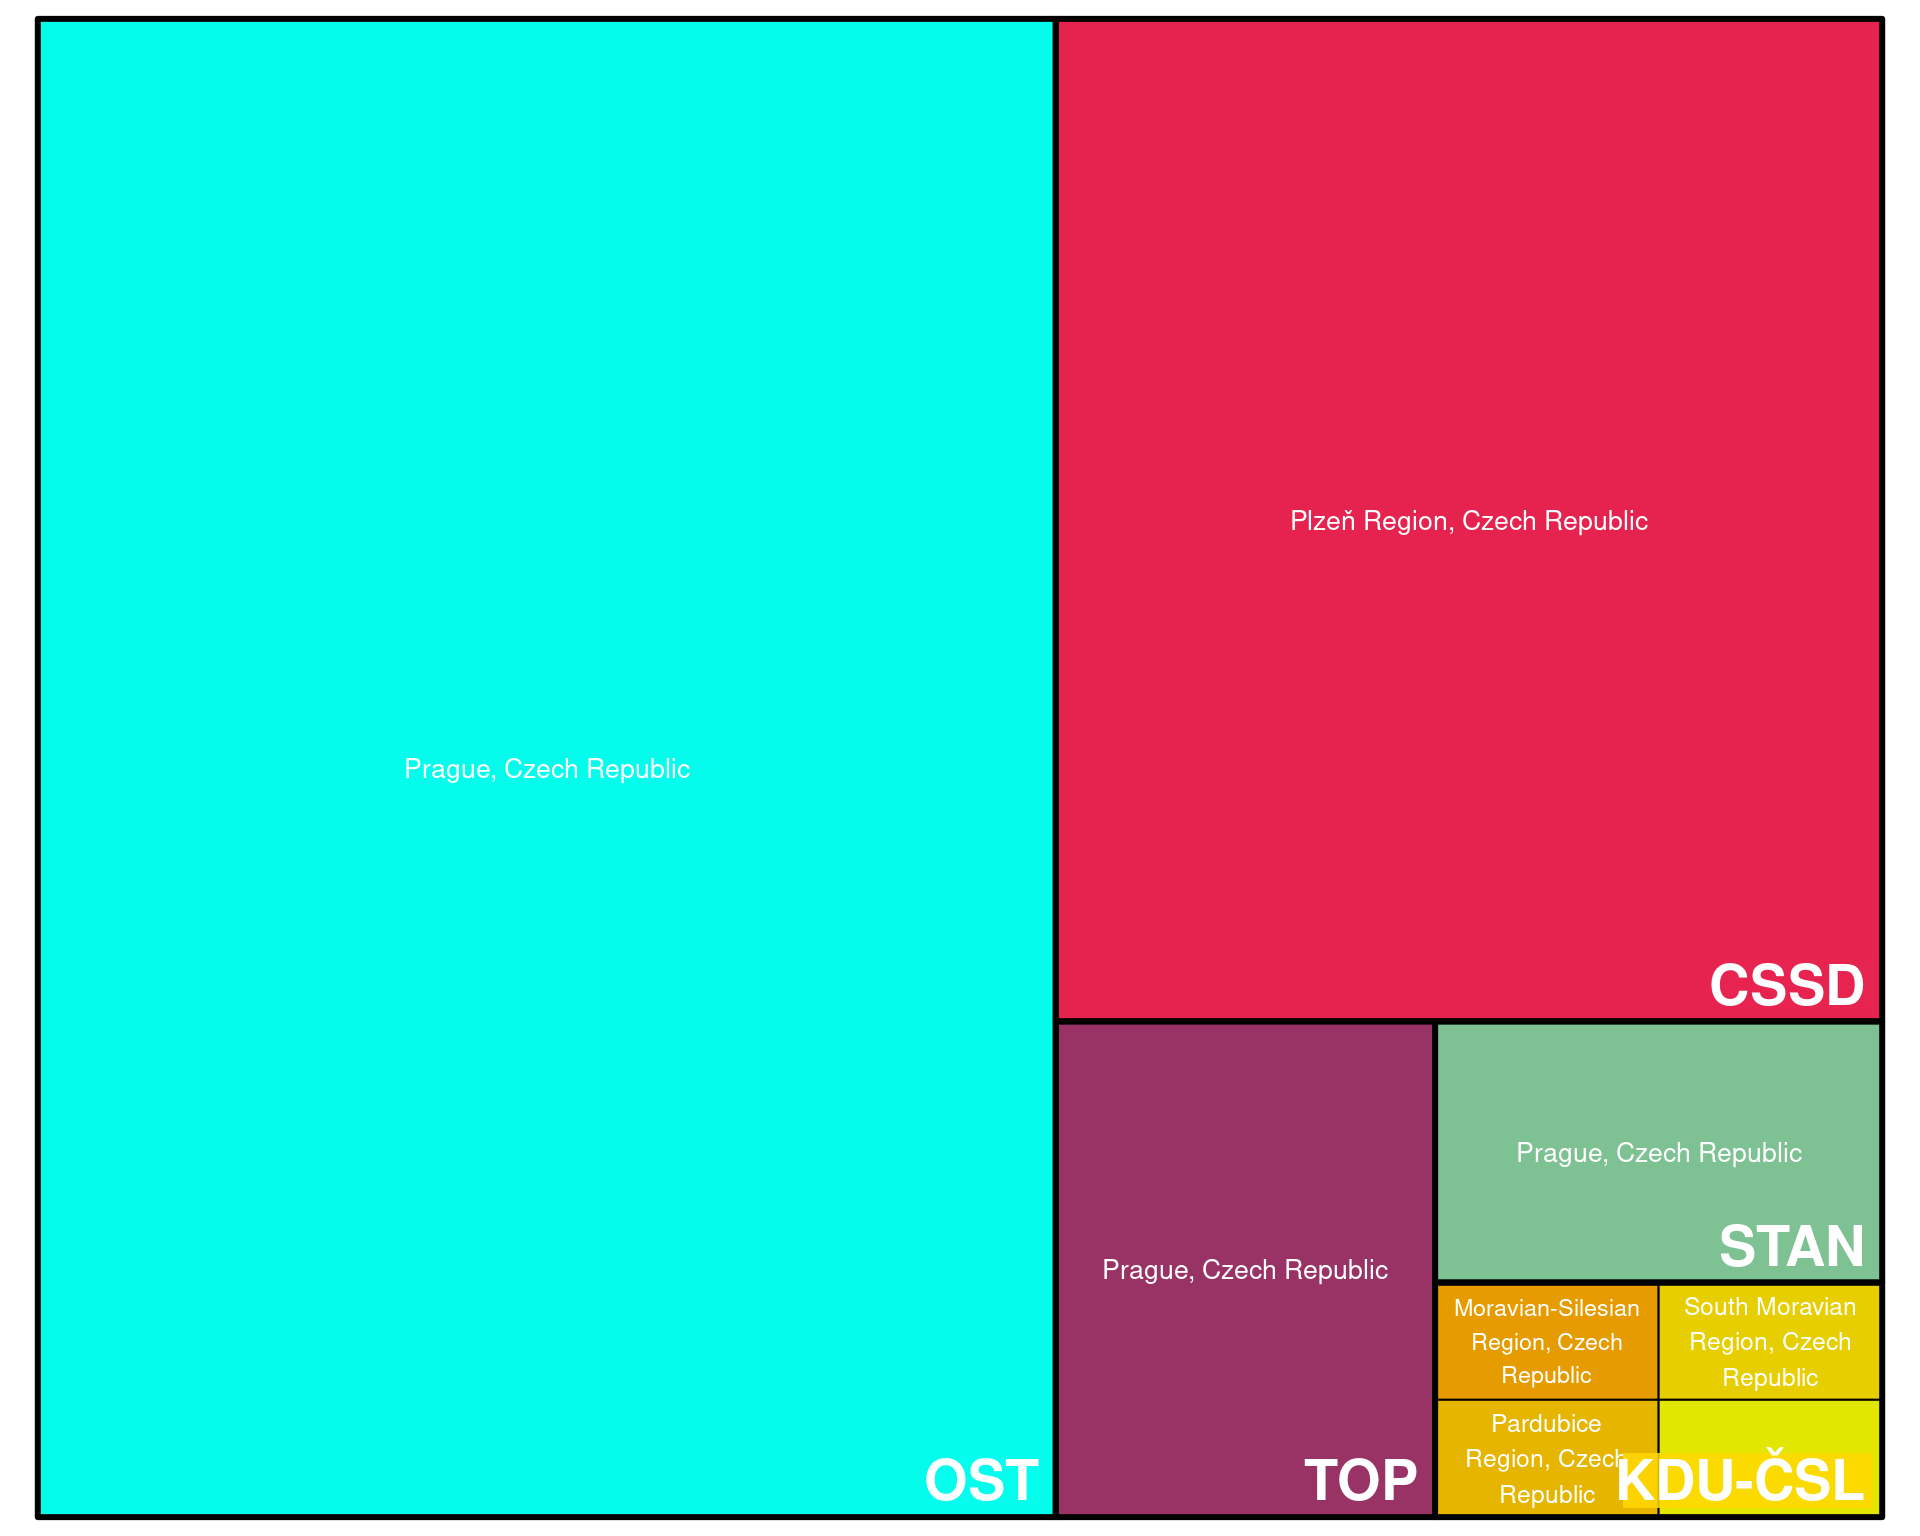 Prague, Czech Republic
OST
Plzeň Region, Czech Republic
CSSD
Prague, Czech Republic
TOP
Prague, Czech Republic
STAN
Moravian-Silesian
Region, Czech
Republic
South Moravian
Region, Czech
Republic
Pardubice
Region, Czech
Republic
KDU-ČSL